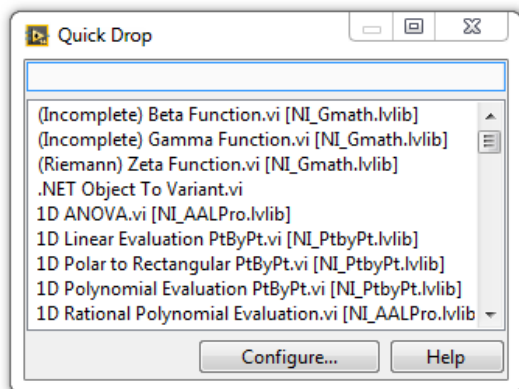 Quick Drop
(Incomplete) Beta Function.vi [NI_Gmath.lvlib]
(Incomplete) Gamma Function.vi [NI_Gmath.lvlib]
(Riemann) Zeta Function.vi [NI_Gmath.lvlib]
.NET Object To Variant.vi
1D ANOVA.vi [NI_AALPro.lvlib]
1D Linear Evaluation PtByPt.vi [NI_PtbyPt.lvlib]
1D Polar to Rectangular PtByPt.vi [NI_PtbyPt.lvlib]
1D Polynomial Evaluation PtByPt.vi [NI_PtbyPt.lvlib]
1D Rational Polynomial Evaluation.vi [NI_AALPro.lvlib
Configure...
Help